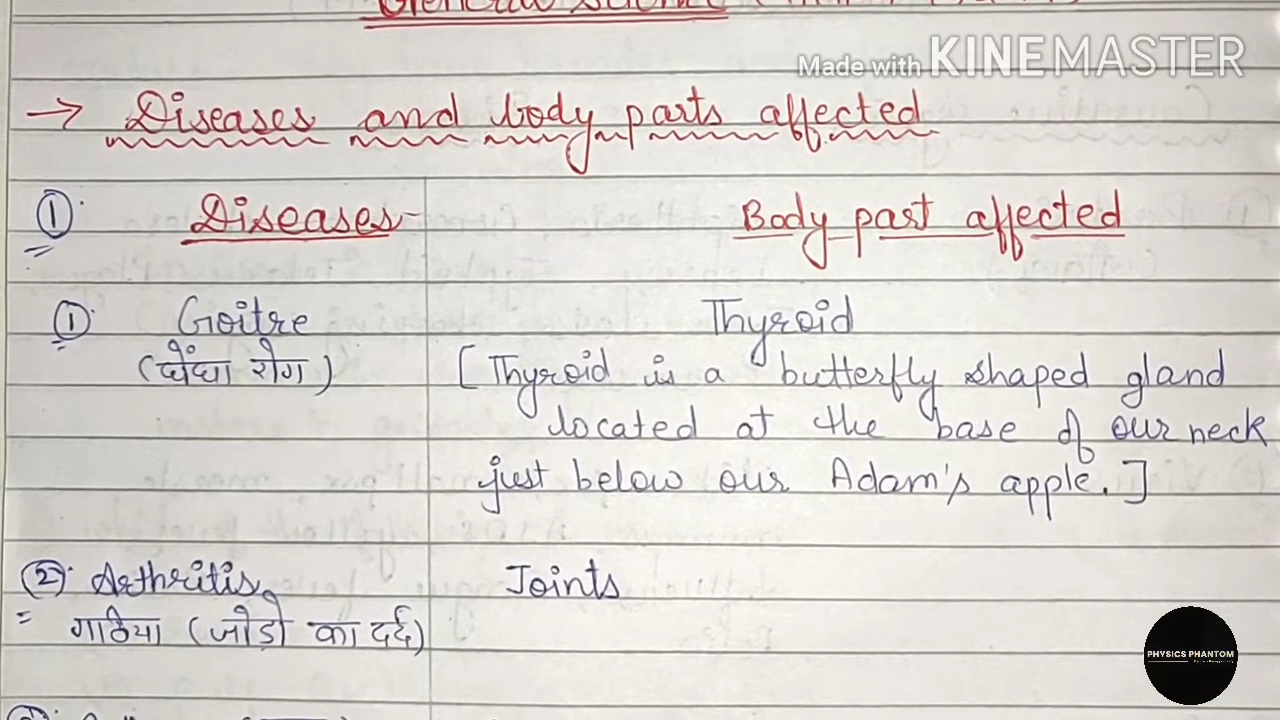 General Science
Made with KINEMASTER
→ Diseases and body parts affected
① Diseases- Body part affected
① Goitre Thyroid
(घेंघा रोग) [Thyroid is a butterfly shaped gland
located at the base of our neck
just below our Adam's apple.]
② Arthritis Joints
= गाठिया (जोड़ो का दर्द)
PHYSICS PHANTOM